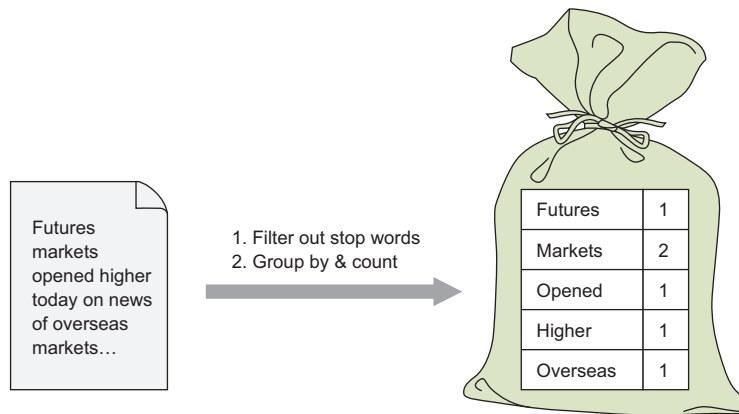 Futures
markets
opened higher
today on news
of overseas
markets…
1. Filter out stop words
2. Group by & count
Futures 1
Markets 2
Opened 1
Higher 1
Overseas 1